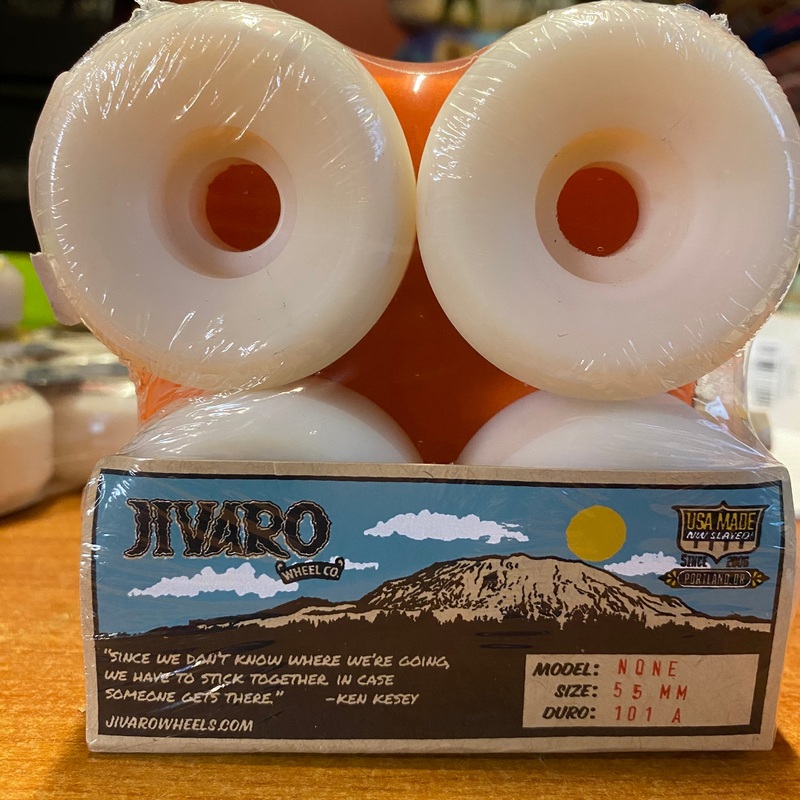 JIVARO
WHEEL CO.
USA MADE
NW SLAYED!
SINCE 2006
PORTLAND, OR
"SINCE WE DON'T KNOW WHERE WE'RE GOING,
WE HAVE TO STICK TOGETHER IN CASE
SOMEONE GETS THERE." -KEN KESEY
JIVAROWHEELS.COM
MODEL: NONE
SIZE: 55 MM
DURO: 101 A